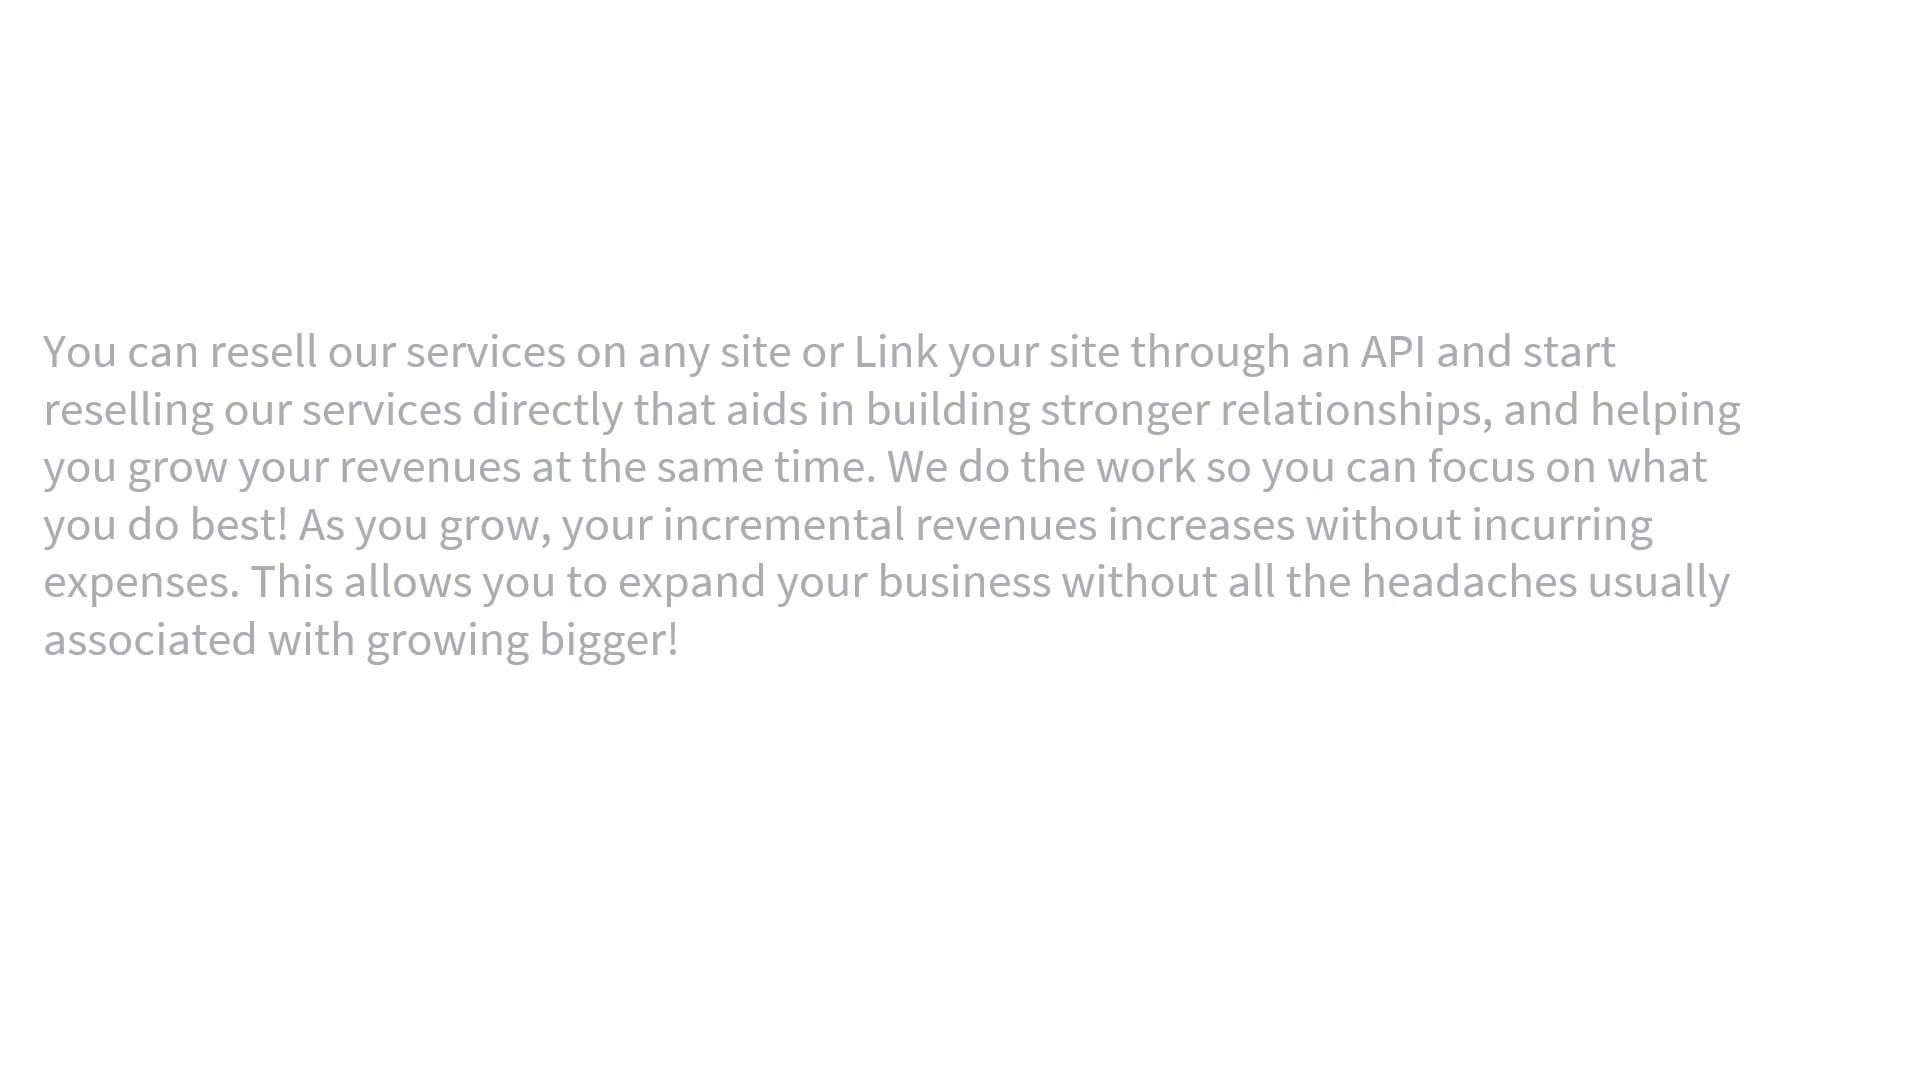 You can resell our services on any site or Link your site through an API and start
reselling our services directly that aids in building stronger relationships, and helping
you grow your revenues at the same time. We do the work so you can focus on what
you do best! As you grow, your incremental revenues increases without incurring
expenses. This allows you to expand your business without all the headaches usually
associated with growing bigger!